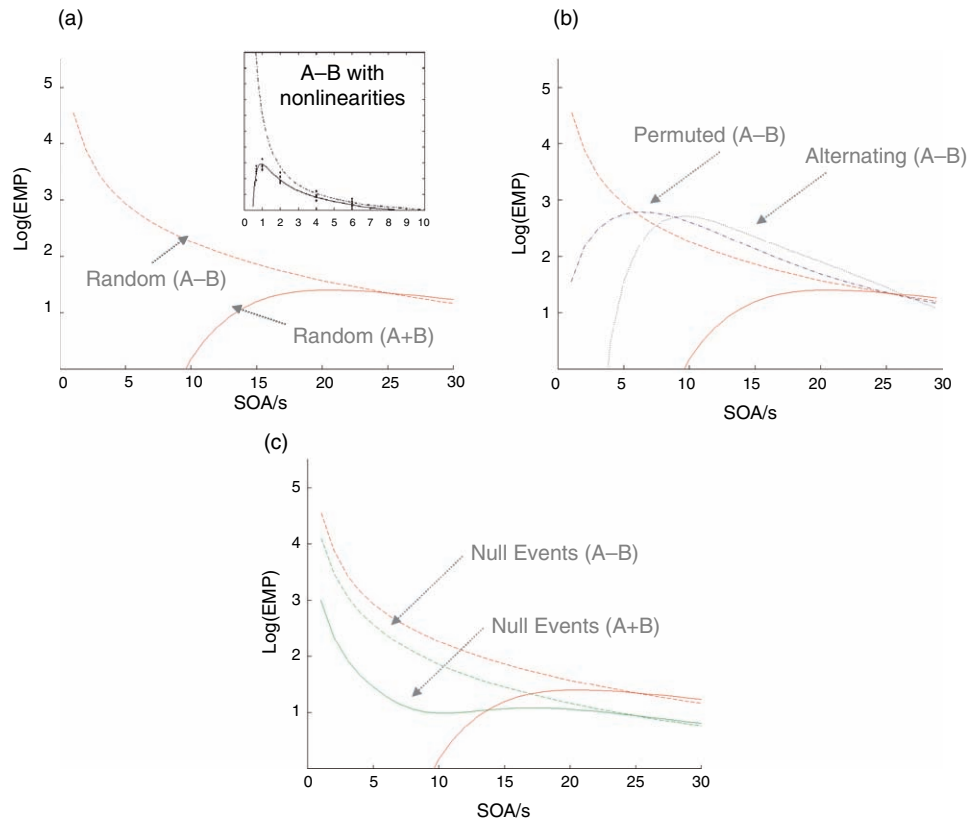 (a)
5
4
3
2
1
Log(EMP)
A–B with
nonlinearities
0 1 2 3 4 5 6 7 8 9 10
Random (A–B)
Random (A+B)
0 5 10 15 20 25 30
SOA/s
(b)
5
4
3
2
1
Log(EMP)
Permuted (A–B)
Alternating (A–B)
0 5 10 15 20 25 30
SOA/s
(c)
5
4
3
2
1
Log(EMP)
Null Events (A–B)
Null Events (A+B)
0 5 10 15 20 25 30
SOA/s